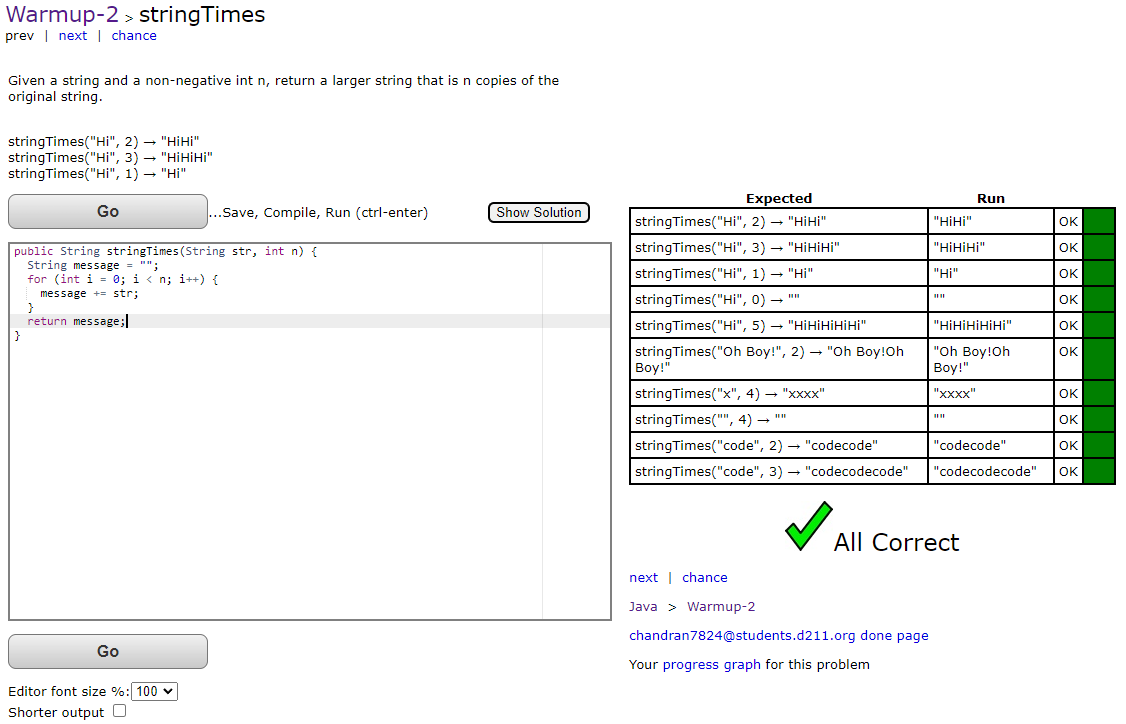 Warmup-2 > stringTimes
prev | next | chance
Given a string and a non-negative int n, return a larger string that is n copies of the
original string.
stringTimes("Hi", 2) → "HiHi"
stringTimes("Hi", 3) → "HiHiHi"
stringTimes("Hi", 1) → "Hi"
Go
...Save, Compile, Run (ctrl-enter)
Show Solution
public String stringTimes(String str, int n) {
  String message = "";
  for (int i = 0; i < n; i++) {
    message += str;
  }
  return message;
}
Go
Editor font size %: 100
Shorter output
Expected Run
stringTimes("Hi", 2) → "HiHi" "HiHi" OK
stringTimes("Hi", 3) → "HiHiHi" "HiHiHi" OK
stringTimes("Hi", 1) → "Hi" "Hi" OK
stringTimes("Hi", 0) → "" "" OK
stringTimes("Hi", 5) → "HiHiHiHiHi" "HiHiHiHiHi" OK
stringTimes("Oh Boy!", 2) → "Oh Boy!Oh "Oh Boy!Oh OK
Boy!" Boy!"
stringTimes("x", 4) → "xxxx" "xxxx" OK
stringTimes("", 4) → "" "" OK
stringTimes("code", 2) → "codecode" "codecode" OK
stringTimes("code", 3) → "codecodecode" "codecodecode" OK
All Correct
next | chance
Java > Warmup-2
chandran7824@students.d211.org done page
Your progress graph for this problem